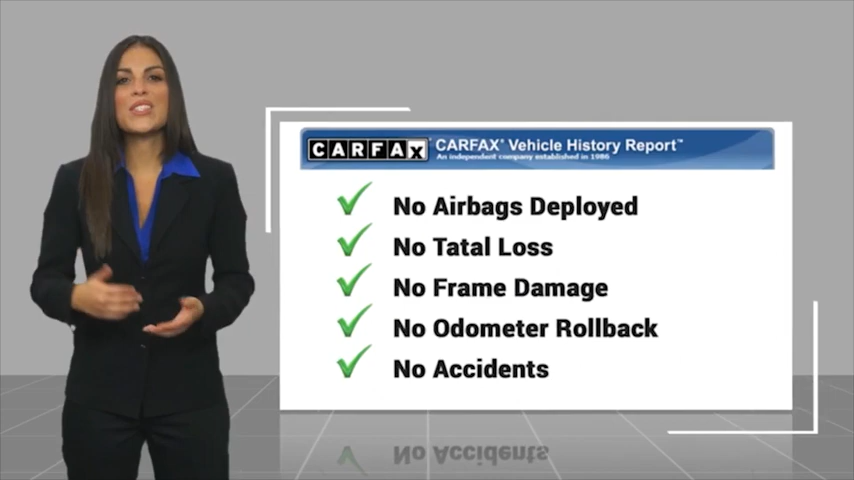 CARFAX CARFAX® Vehicle History Report™
An independent company established in 1986
No Airbags Deployed
No Tatal Loss
No Frame Damage
No Odometer Rollback
No Accidents
No Accidents